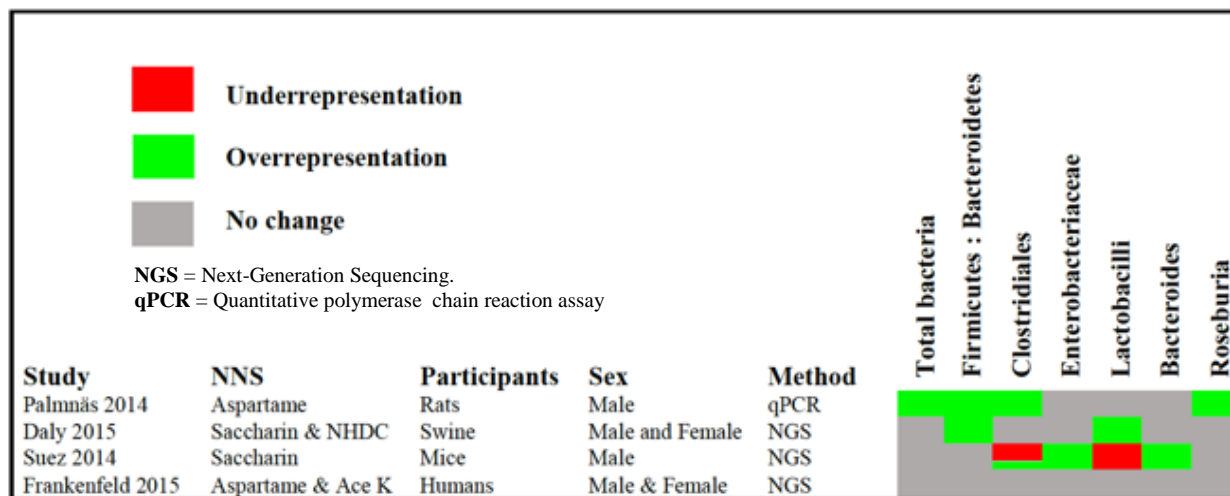 Underrepresentation
Overrepresentation
No change
NGS = Next-Generation Sequencing.
qPCR = Quantitative polymerase chain reaction assay
Total bacteria
Firmicutes : Bacteroidetes
Clostridiales
Enterobacteriaceae
Lactobacilli
Bacteroides
Roseburia
Study NNS Participants Sex Method
Palmnäs 2014 Aspartame Rats Male qPCR
Daly 2015 Saccharin & NHDC Swine Male and Female NGS
Suez 2014 Saccharin Mice Male NGS
Frankenfeld 2015 Aspartame & Ace K Humans Male & Female NGS